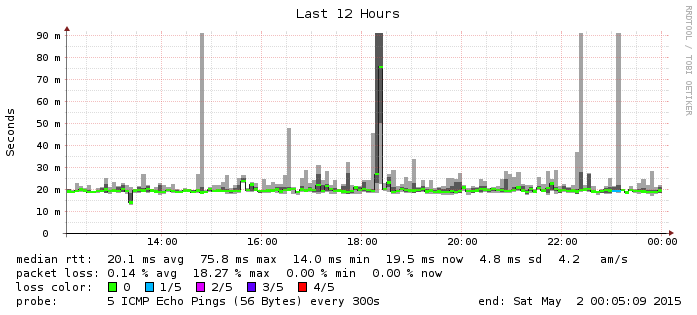 Last 12 Hours
RRDTOOL / TOBI OETIKER
Seconds
90 m
80 m
70 m
60 m
50 m
40 m
30 m
20 m
10 m
0
14:00 16:00 18:00 20:00 22:00 00:00
median rtt: 20.1 ms avg 75.8 ms max 14.0 ms min 19.5 ms now 4.8 ms sd 4.2 am/s
packet loss: 0.14 % avg 18.27 % max 0.00 % min 0.00 % now
loss color: 0 1/5 2/5 3/5 4/5
probe: 5 ICMP Echo Pings (56 Bytes) every 300s end: Sat May 2 00:05:09 2015